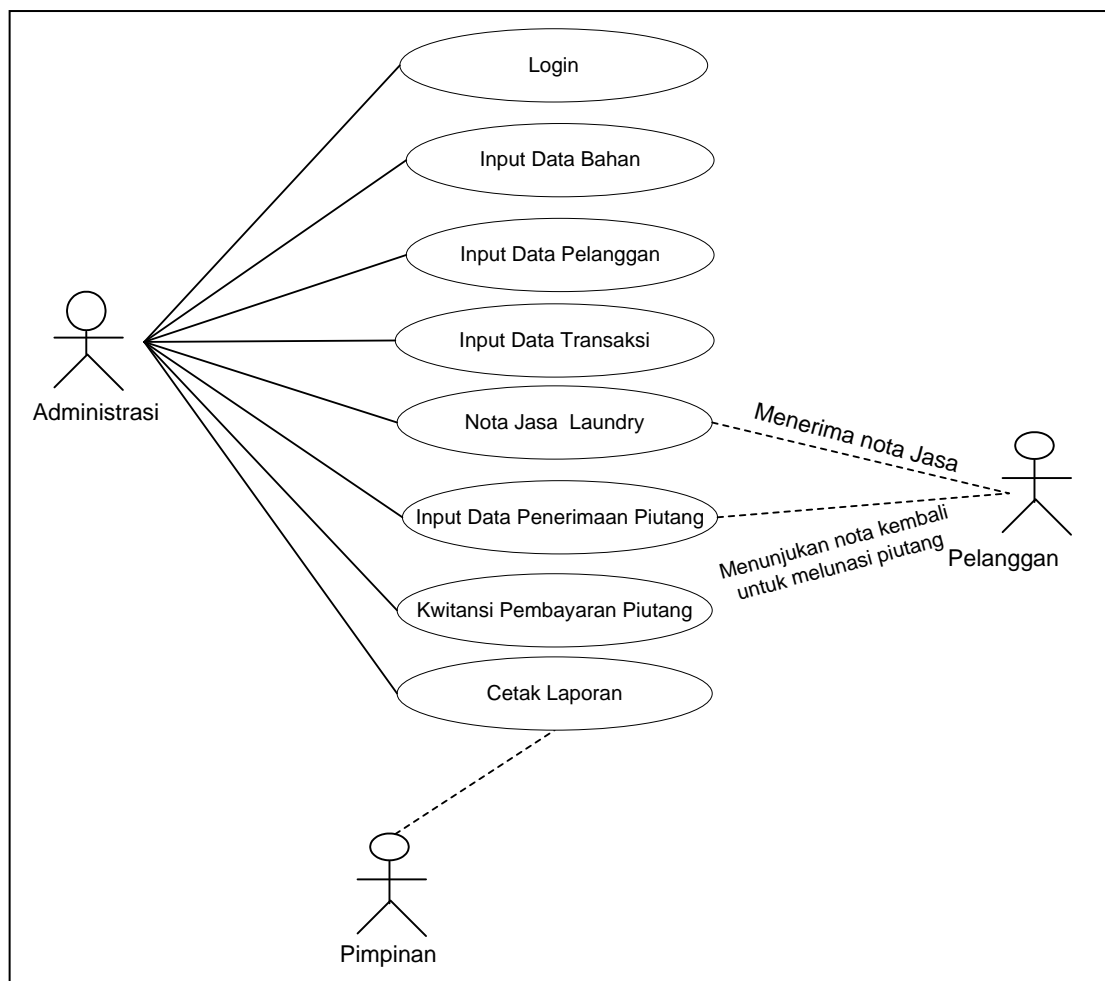 Login
Input Data Bahan
Input Data Pelanggan
Input Data Transaksi
Administrasi
Nota Jasa Laundry
Menerima nota Jasa
Input Data Penerimaan Piutang
Menunjukan nota kembali
untuk melunasi piutang
Pelanggan
Kwitansi Pembayaran Piutang
Cetak Laporan
Pimpinan